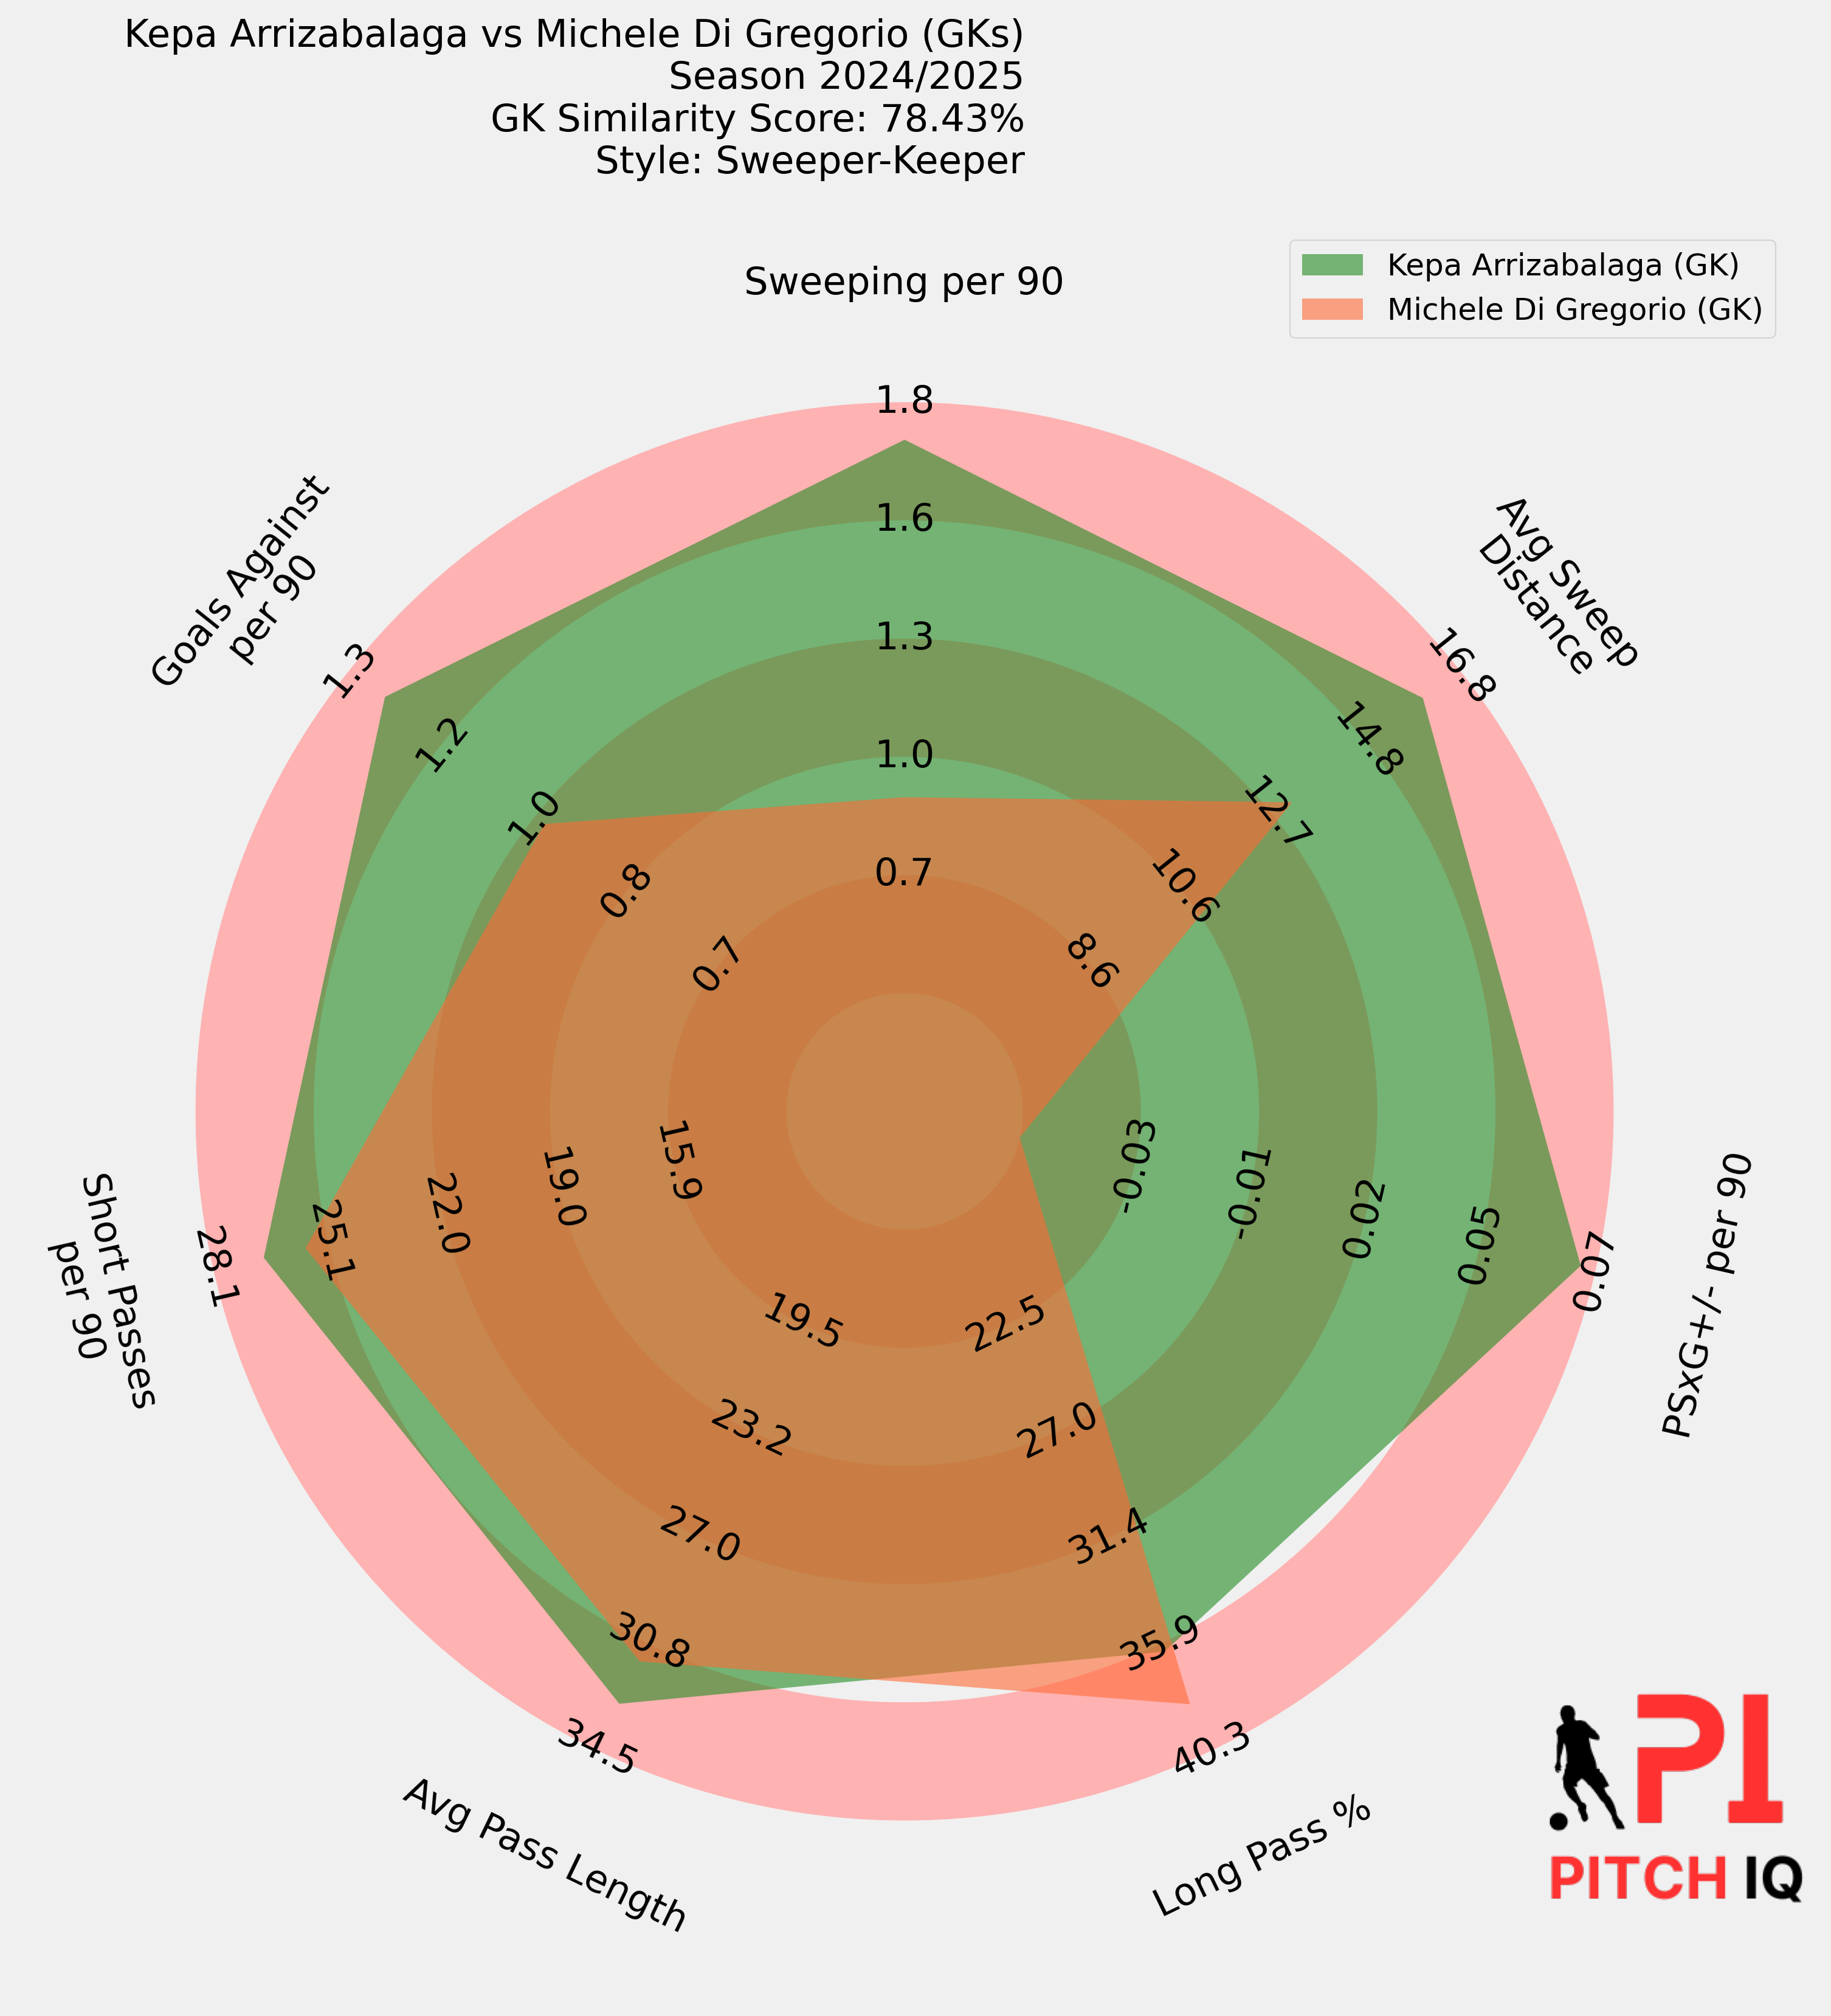 Kepa Arrizabalaga vs Michele Di Gregorio (GKs)
Season 2024/2025
GK Similarity Score: 78.43%
Style: Sweeper-Keeper
Kepa Arrizabalaga (GK)
Michele Di Gregorio (GK)
Sweeping per 90
1.8
1.6
1.3
1.0
0.7
Avg Sweep
Distance
16.8
14.8
12.7
10.6
8.6
PSxG+/- per 90
-0.03
-0.01
0.02
0.05
0.07
Long Pass %
22.5
27.0
31.4
35.9
40.3
Avg Pass Length
19.5
23.2
27.0
30.8
34.5
Short Passes
per 90
15.9
19.0
22.0
25.1
28.1
Goals Against
per 90
1.3
1.2
1.0
0.8
0.7
PI
PITCH IQ